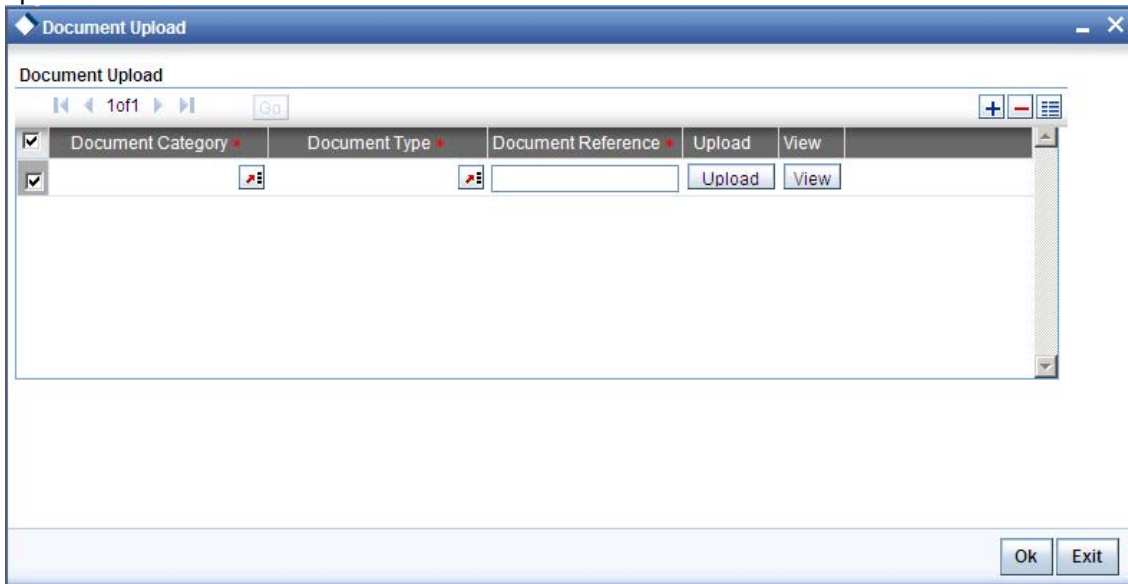 Document Upload
Document Upload
1of1 Go
Document Category * Document Type * Document Reference * Upload View
Upload View
Ok Exit